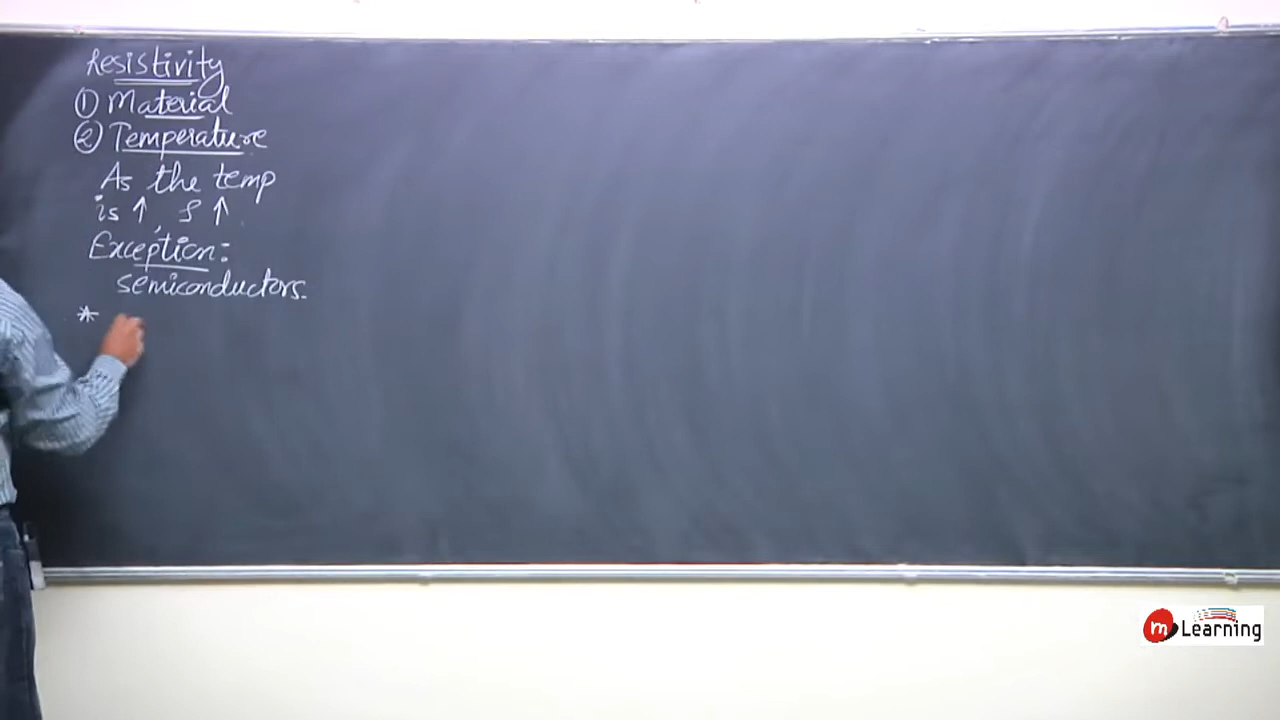 Resistivity
① Material
② Temperature
As the temp
is ↑, ρ ↑
Exception:
semiconductors.
*
m Learning